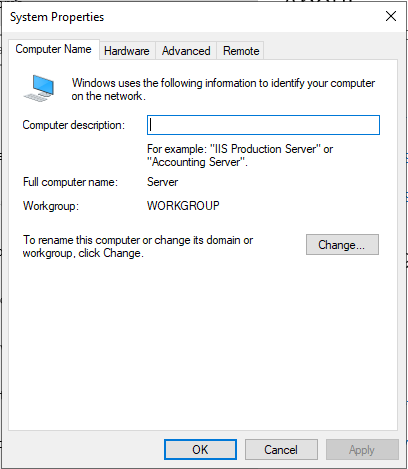 System Properties
Computer Name Hardware Advanced Remote
Windows uses the following information to identify your computer
on the network.
Computer description:
For example: "IIS Production Server" or
"Accounting Server".
Full computer name: Server
Workgroup: WORKGROUP
To rename this computer or change its domain or
workgroup, click Change.
Change...
OK Cancel Apply